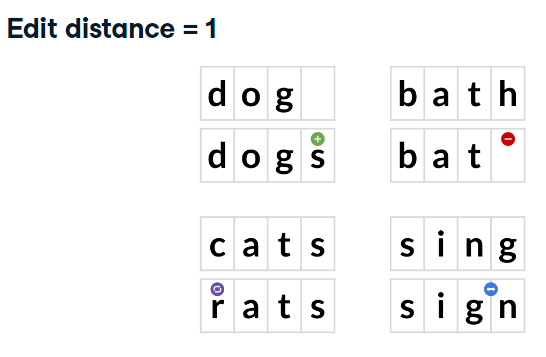 Edit distance = 1
d o g
b a t h
d o g s
b a t
c a t s
s i n g
r a t s
s i g n